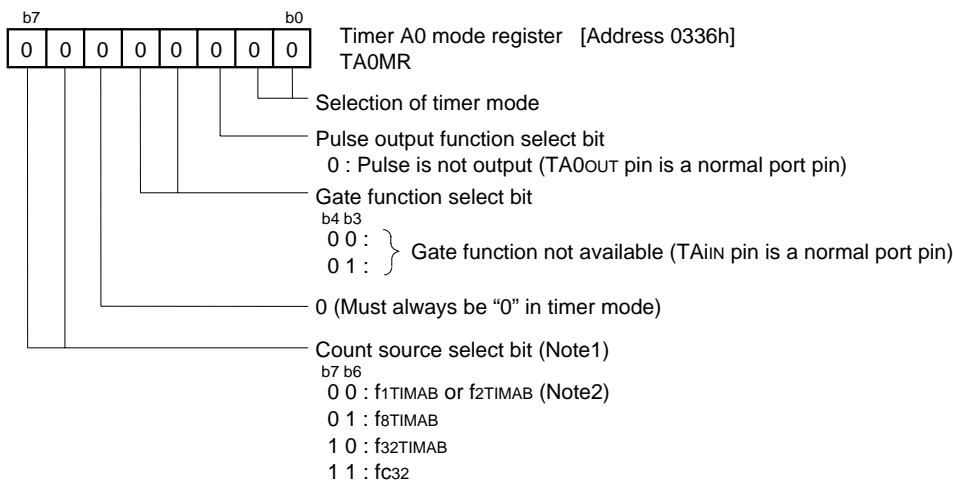 b7 b0
0 0 0 0 0 0 0 0
Timer A0 mode register [Address 0336h]
TA0MR
Selection of timer mode
Pulse output function select bit
0 : Pulse is not output (TA0OUT pin is a normal port pin)
Gate function select bit
b4 b3
0 0 :
0 1 :
Gate function not available (TAiIN pin is a normal port pin)
0 (Must always be “0” in timer mode)
Count source select bit (Note1)
b7 b6
0 0 : f1TIMAB or f2TIMAB (Note2)
0 1 : f8TIMAB
1 0 : f32TIMAB
1 1 : fC32